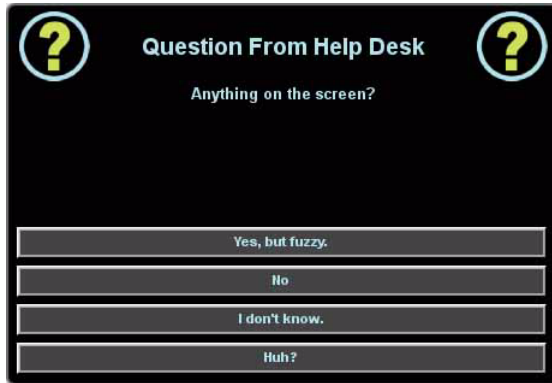 Question From Help Desk
Anything on the screen?
Yes, but fuzzy.
No
I don't know.
Huh?